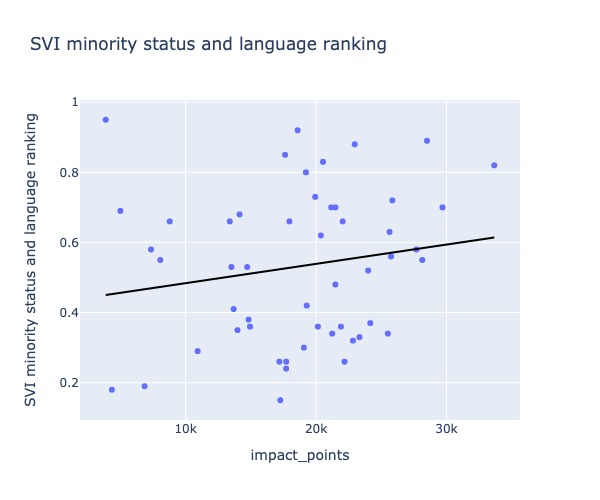 SVI minority status and language ranking
SVI minority status and language ranking
1
0.8
0.6
0.4
0.2
10k
20k
30k
impact_points